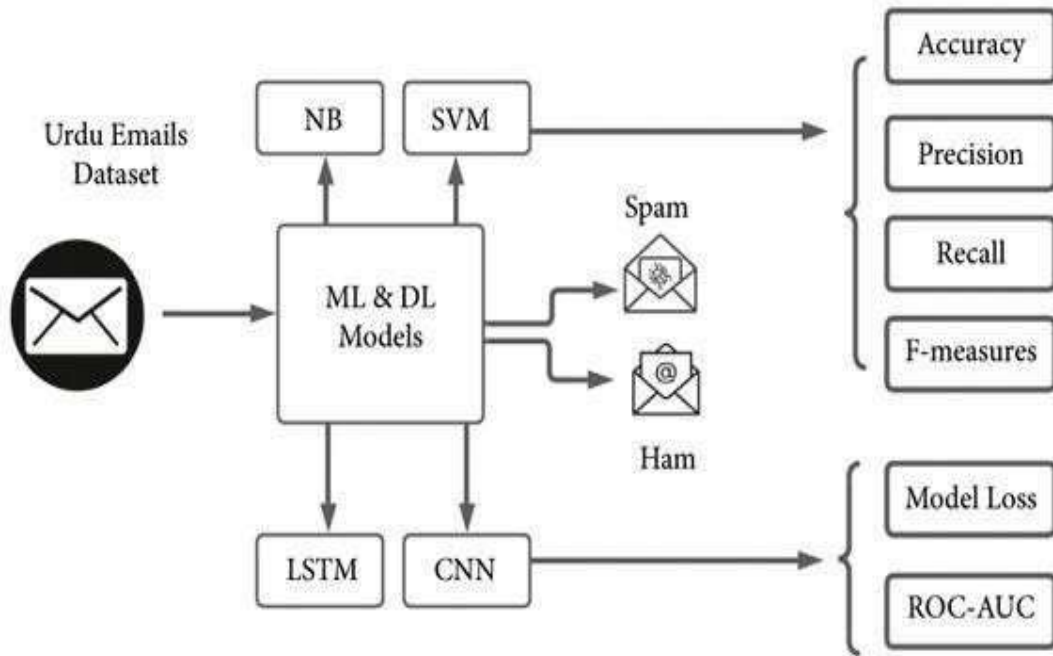 Urdu Emails
Dataset
NB
SVM
ML & DL
Models
LSTM
CNN
Spam
@
Ham
Accuracy
Precision
Recall
F-measures
Model Loss
ROC-AUC